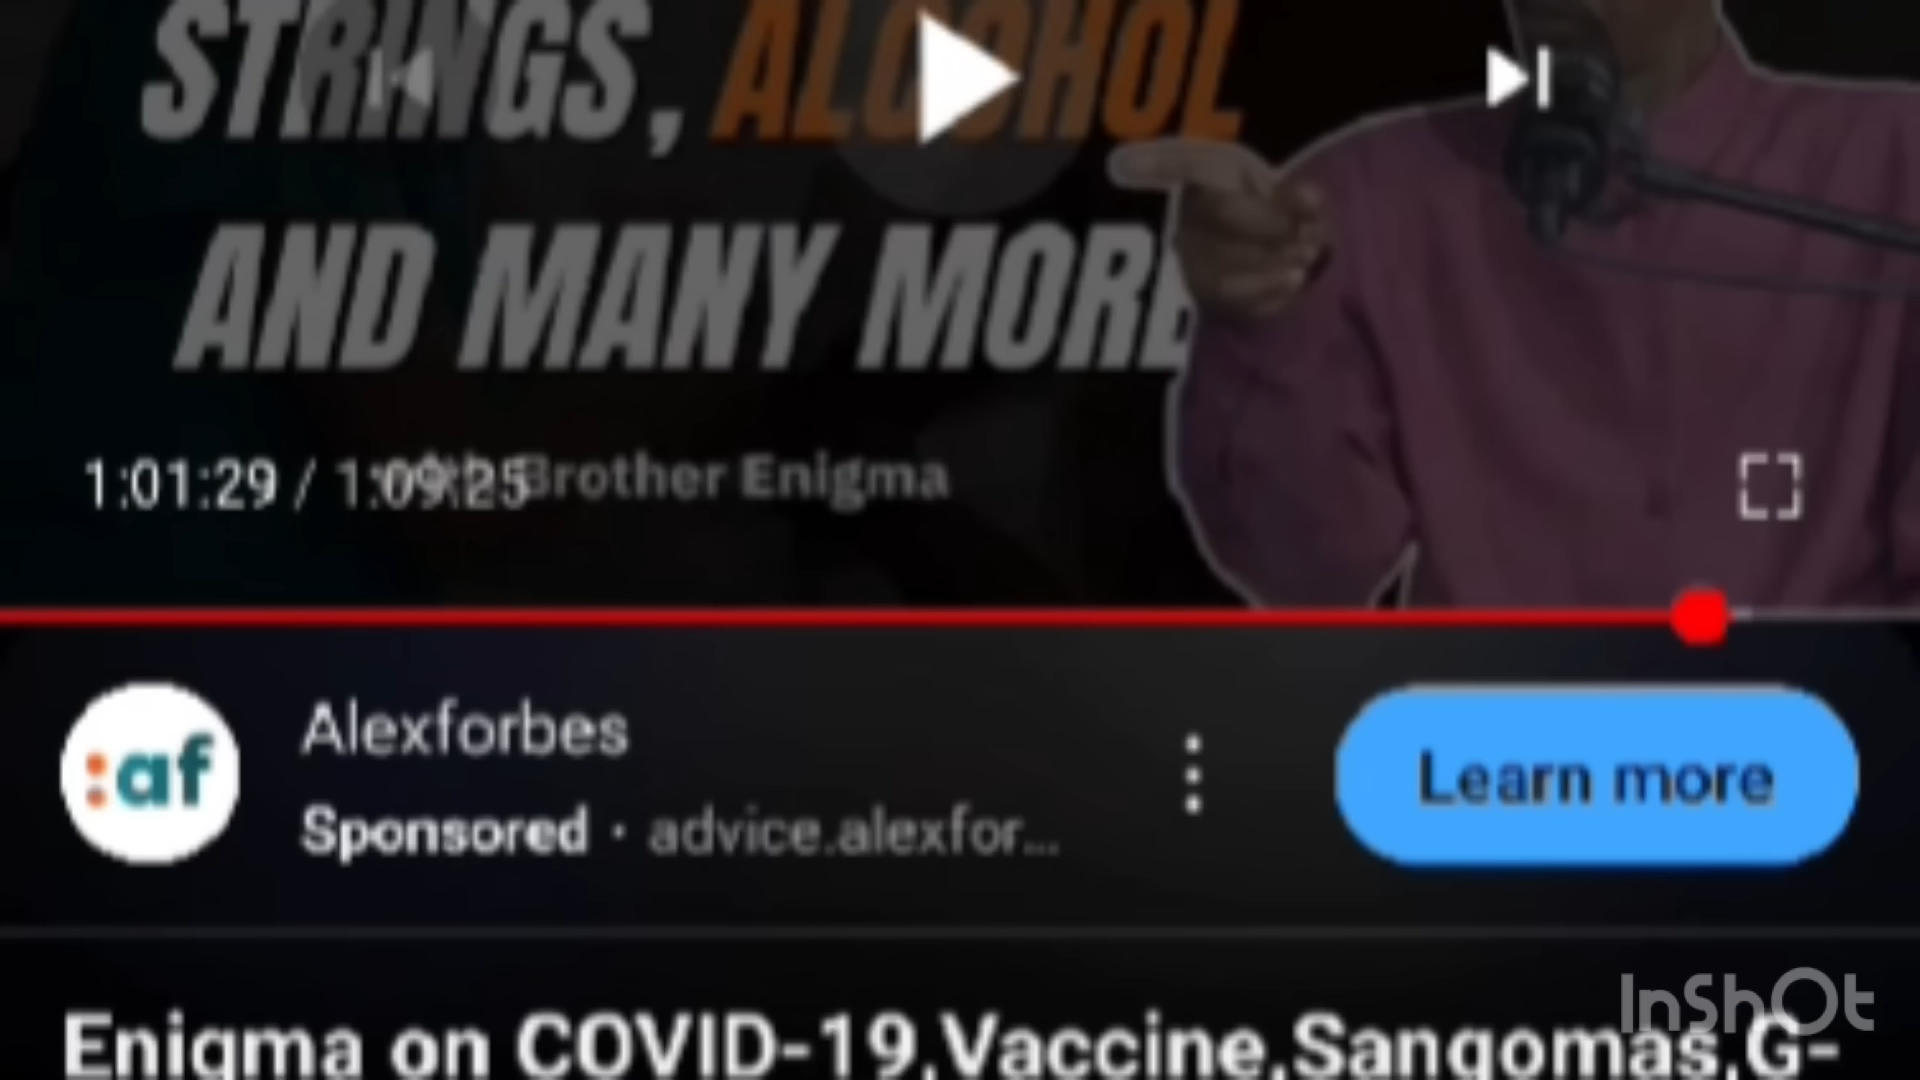 STRINGS, ALCOHOL
AND MANY MORE
1:01:29 / 1:09:25
Brother Enigma
:af
Alexforbes
Sponsored · advice.alexfor...
Learn more
InShOt
Enigma on COVID-19,Vaccine,Sangomas,G-